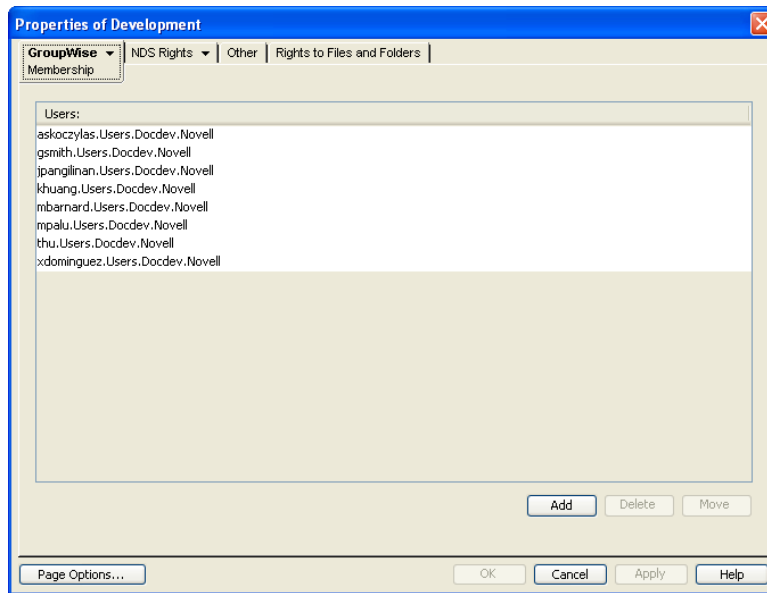 Properties of Development
GroupWise NDS Rights Other Rights to Files and Folders
Membership
Users:
askoczylas.Users.Docdev.Novell
gsmith.Users.Docdev.Novell
jpangilinan.Users.Docdev.Novell
khuang.Users.Docdev.Novell
mbarnard.Users.Docdev.Novell
mpalu.Users.Docdev.Novell
thu.Users.Docdev.Novell
xdominguez.Users.Docdev.Novell
Add Delete Move
Page Options... OK Cancel Apply Help